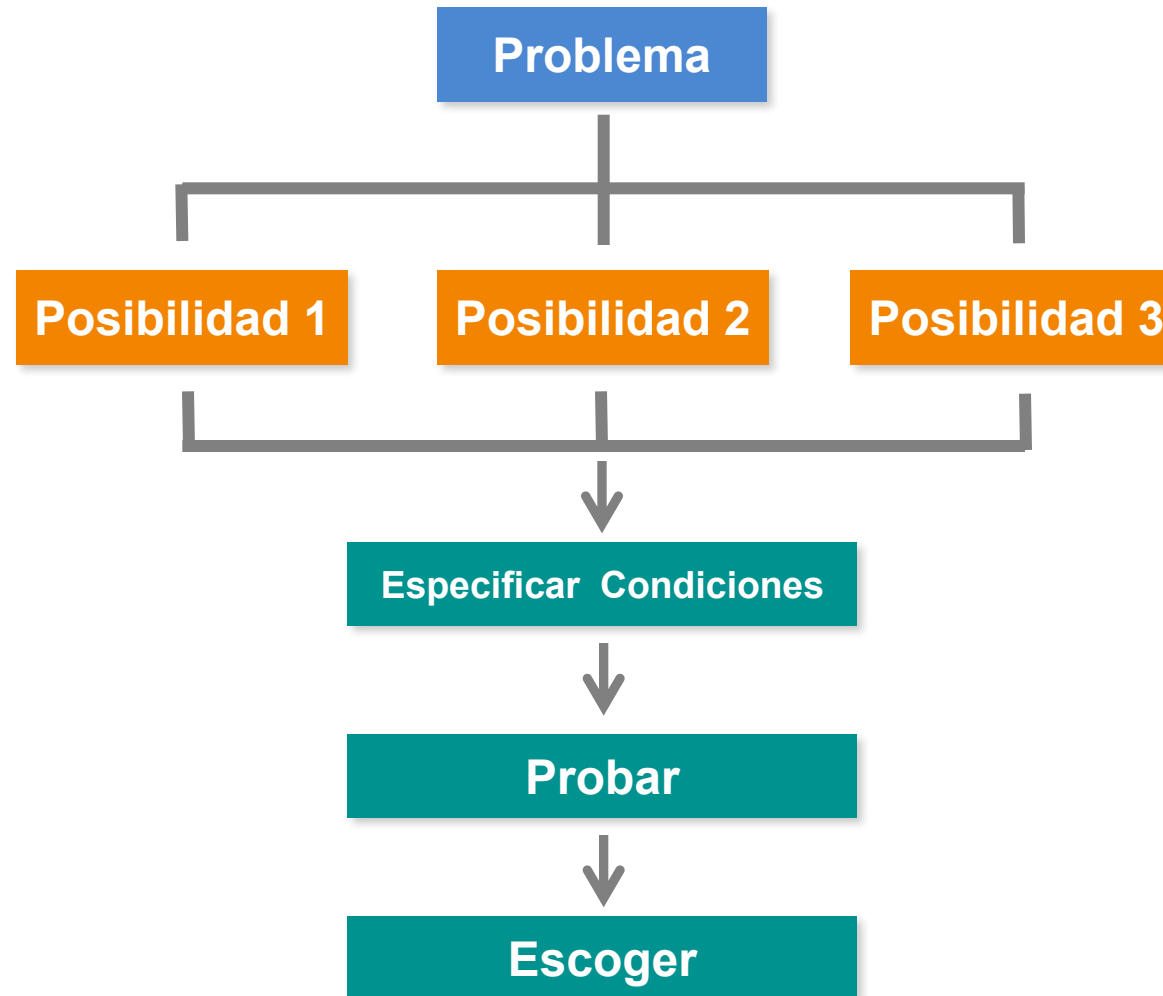 Problema
Posibilidad 1
Posibilidad 2
Posibilidad 3
Especificar Condiciones
Probar
Escoger